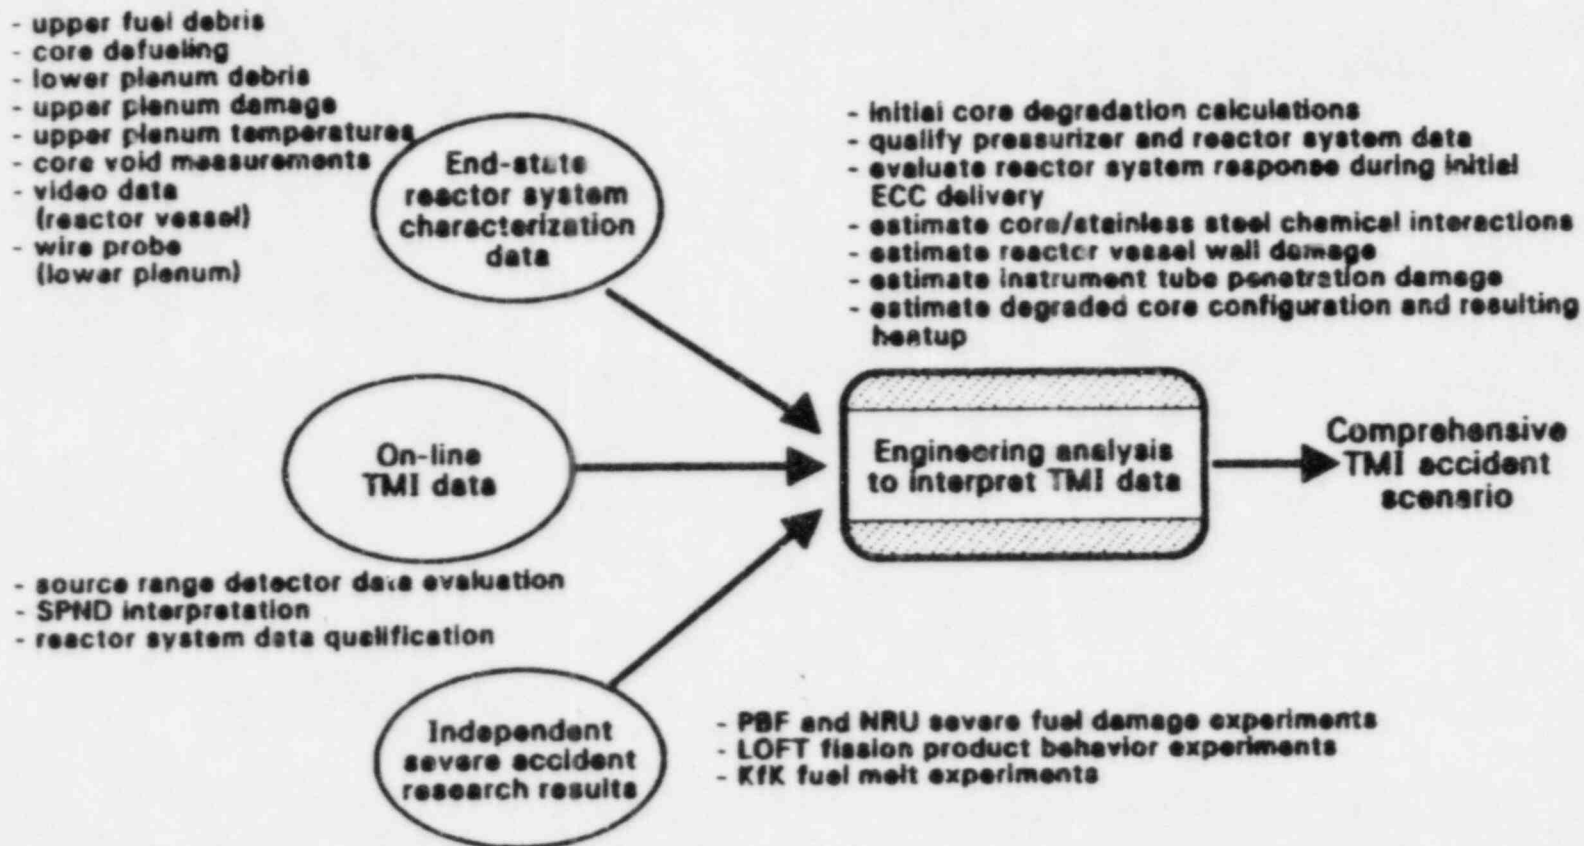 - upper fuel debris
- core defueling
- lower plenum debris
- upper plenum damage
- upper plenum temperatures
- core void measurements
- video data
(reactor vessel)
- wire probe
(lower plenum)
End-state
reactor system
characterization
data
- initial core degradation calculations
- qualify pressurizer and reactor system data
- evaluate reactor system response during initial
ECC delivery
- estimate core/stainless steel chemical interactions
- estimate reactor vessel wall damage
- estimate instrument tube penetration damage
- estimate degraded core configuration and resulting
heatup
On-line
TMI data
Engineering analysis
to interpret TMI data
Comprehensive
TMI accident
scenario
- source range detector data evaluation
- SPND interpretation
- reactor system data qualification
Independent
severe accident
research results
- PBF and NRU severe fuel damage experiments
- LOFT fission product behavior experiments
- KfK fuel melt experiments